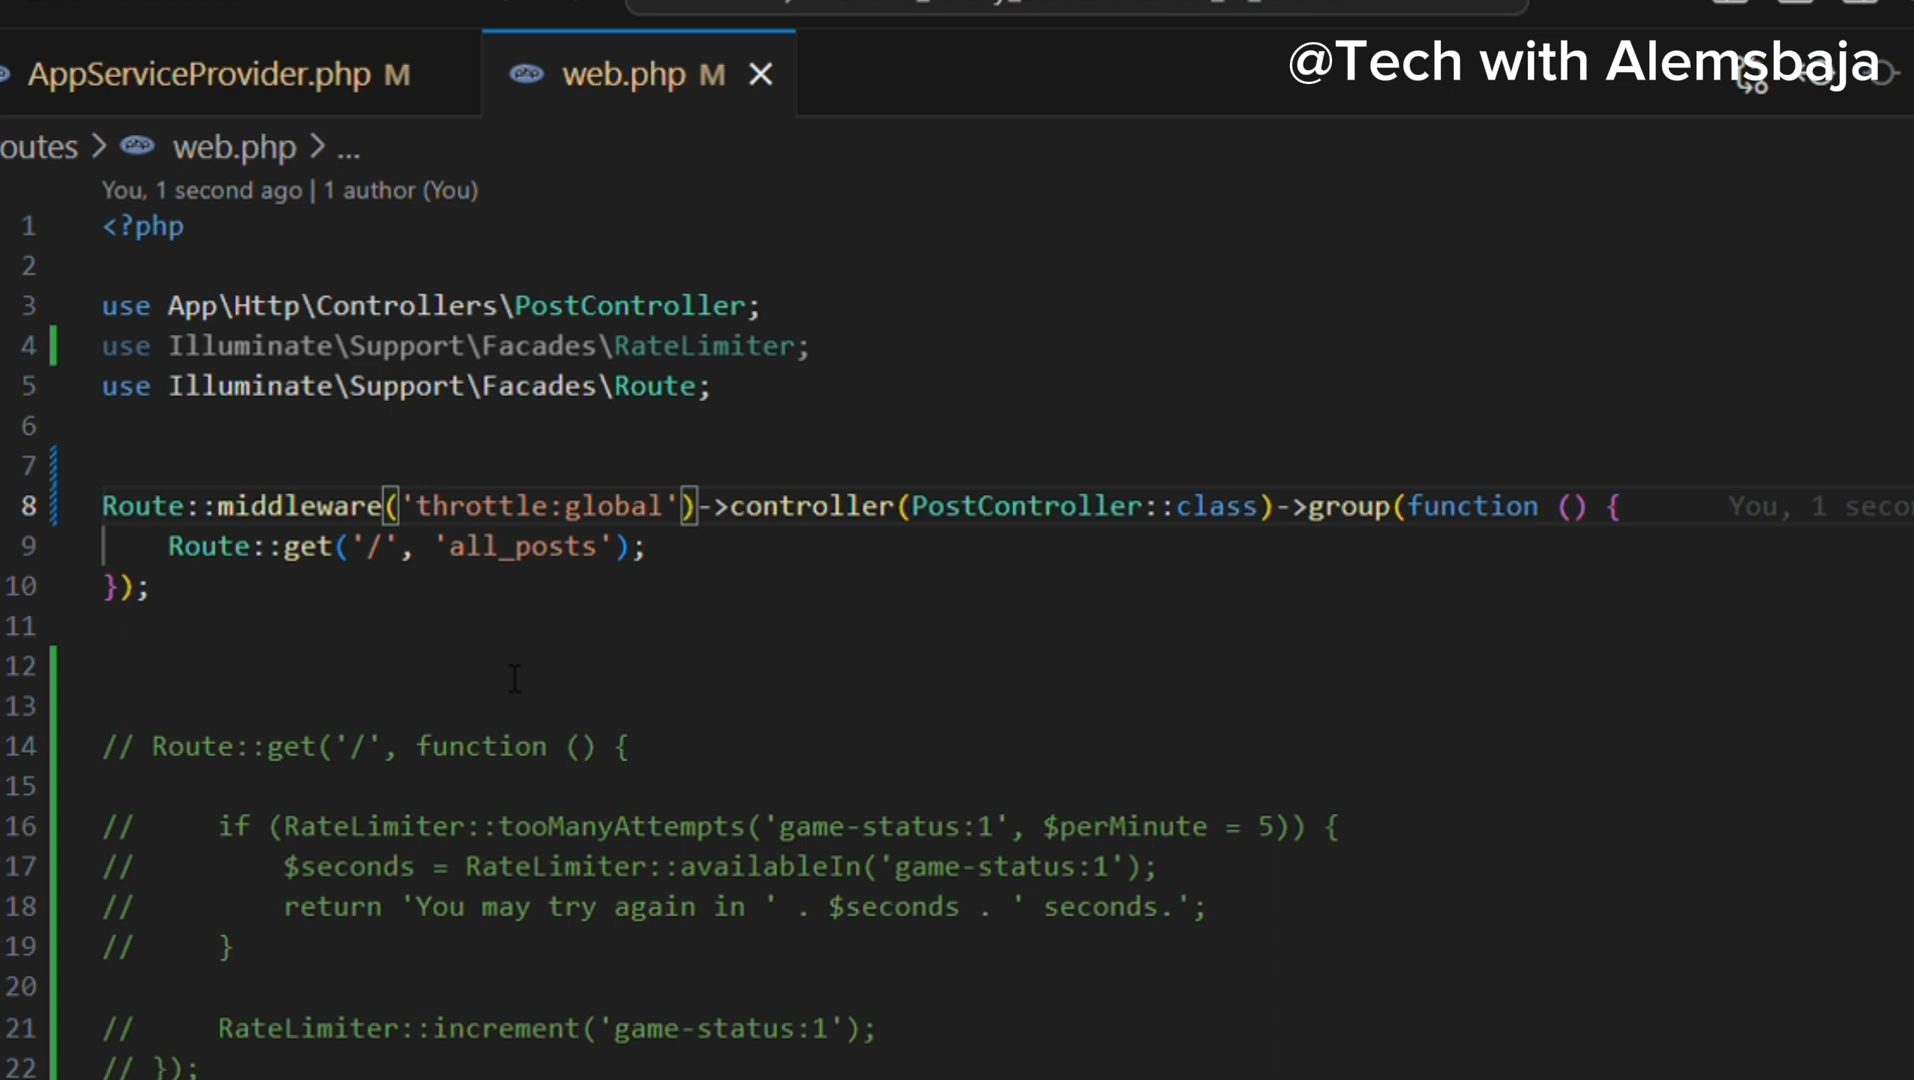 @Tech with Alemsbaja
AppServiceProvider.php M
web.php M
outes > web.php > ...
You, 1 second ago | 1 author (You)
1 <?php
2
3 use App\Http\Controllers\PostController;
4 use Illuminate\Support\Facades\RateLimiter;
5 use Illuminate\Support\Facades\Route;
6
7
8 Route::middleware('throttle:global')->controller(PostController::class)->group(function () { You, 1 seco
9 Route::get('/', 'all_posts');
10 });
11
12
13
14 // Route::get('/', function () {
15
16 // if (RateLimiter::tooManyAttempts('game-status:1', $perMinute = 5)) {
17 // $seconds = RateLimiter::availableIn('game-status:1');
18 // return 'You may try again in ' . $seconds . ' seconds.';
19 // }
20
21 // RateLimiter::increment('game-status:1');
22 // });